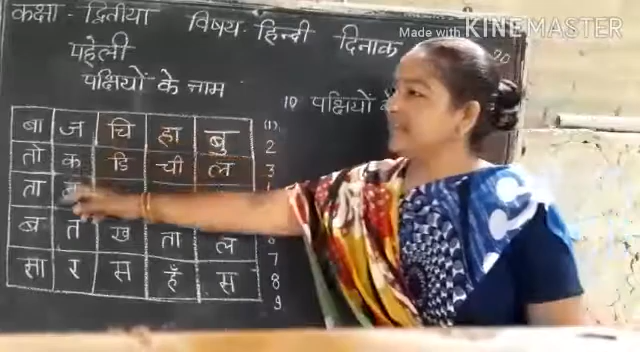 कक्षा - द्वितीया विषय - हिन्दी दिनाक
Made with KINEMASTER
पहेली
पक्षियों के नाम
10 पक्षियों के
बा ज चि हा बु (1)
तो क डि ची ल 2
ता 3
ब त ख ता ल
सा र स हँ स
7
8
9